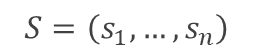 S = (s₁, … , sₙ)